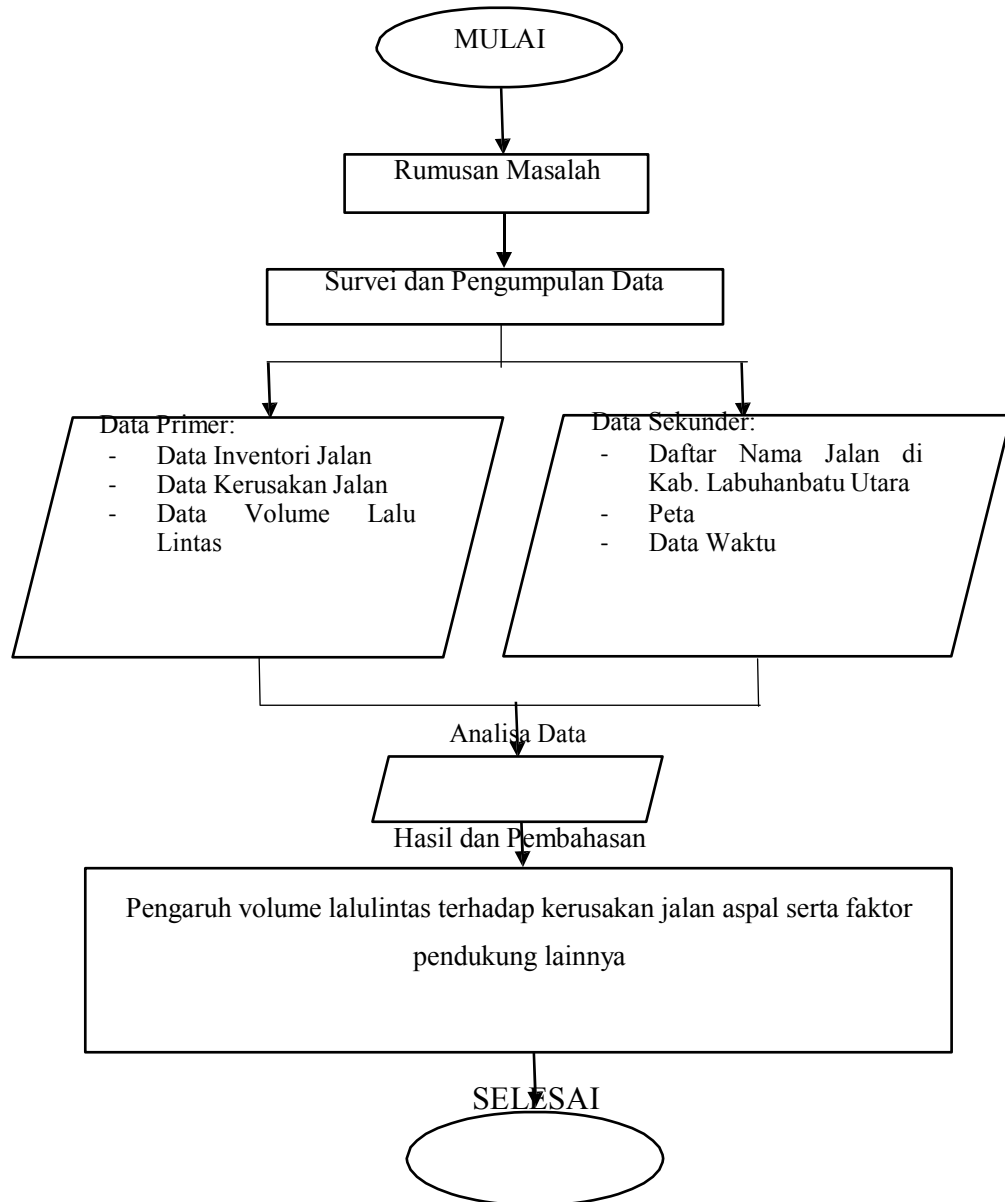 MULAI
Rumusan Masalah
Survei dan Pengumpulan Data
Data Primer:
- Data Inventori Jalan
- Data Kerusakan Jalan
- Data Volume Lalu
Lintas
Data Sekunder:
- Daftar Nama Jalan di
Kab. Labuhanbatu Utara
- Peta
- Data Waktu
Analisa Data
Hasil dan Pembahasan
Pengaruh volume lalulintas terhadap kerusakan jalan aspal serta faktor
pendukung lainnya
SELESAI